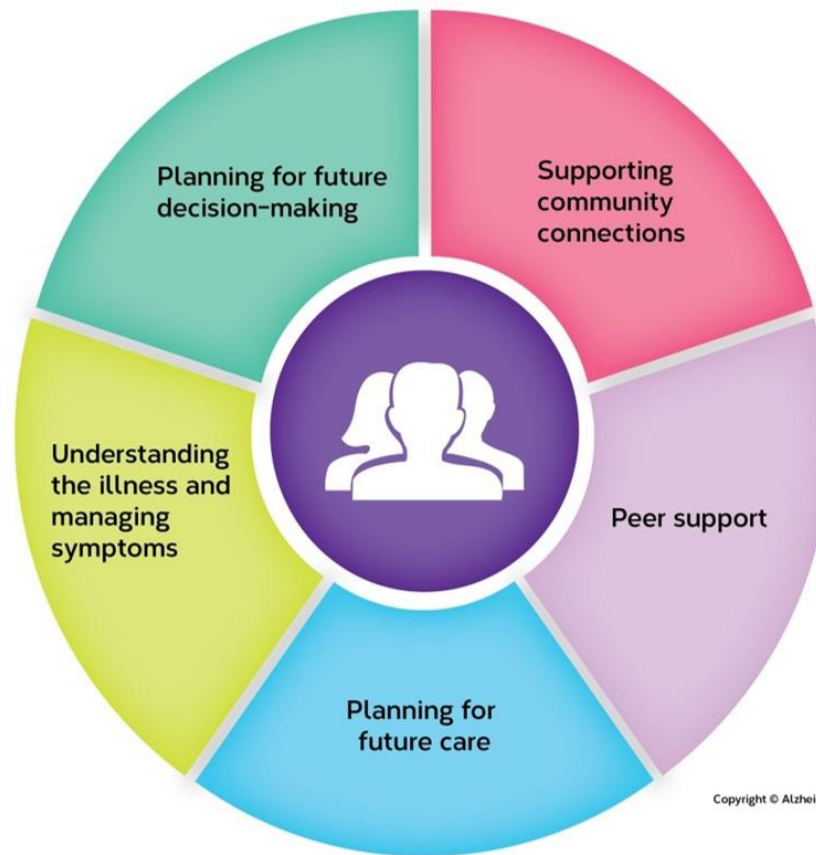 Planning for future
decision-making
Supporting
community
connections
Understanding
the illness and
managing
symptoms
Peer support
Planning for
future care
Copyright ©